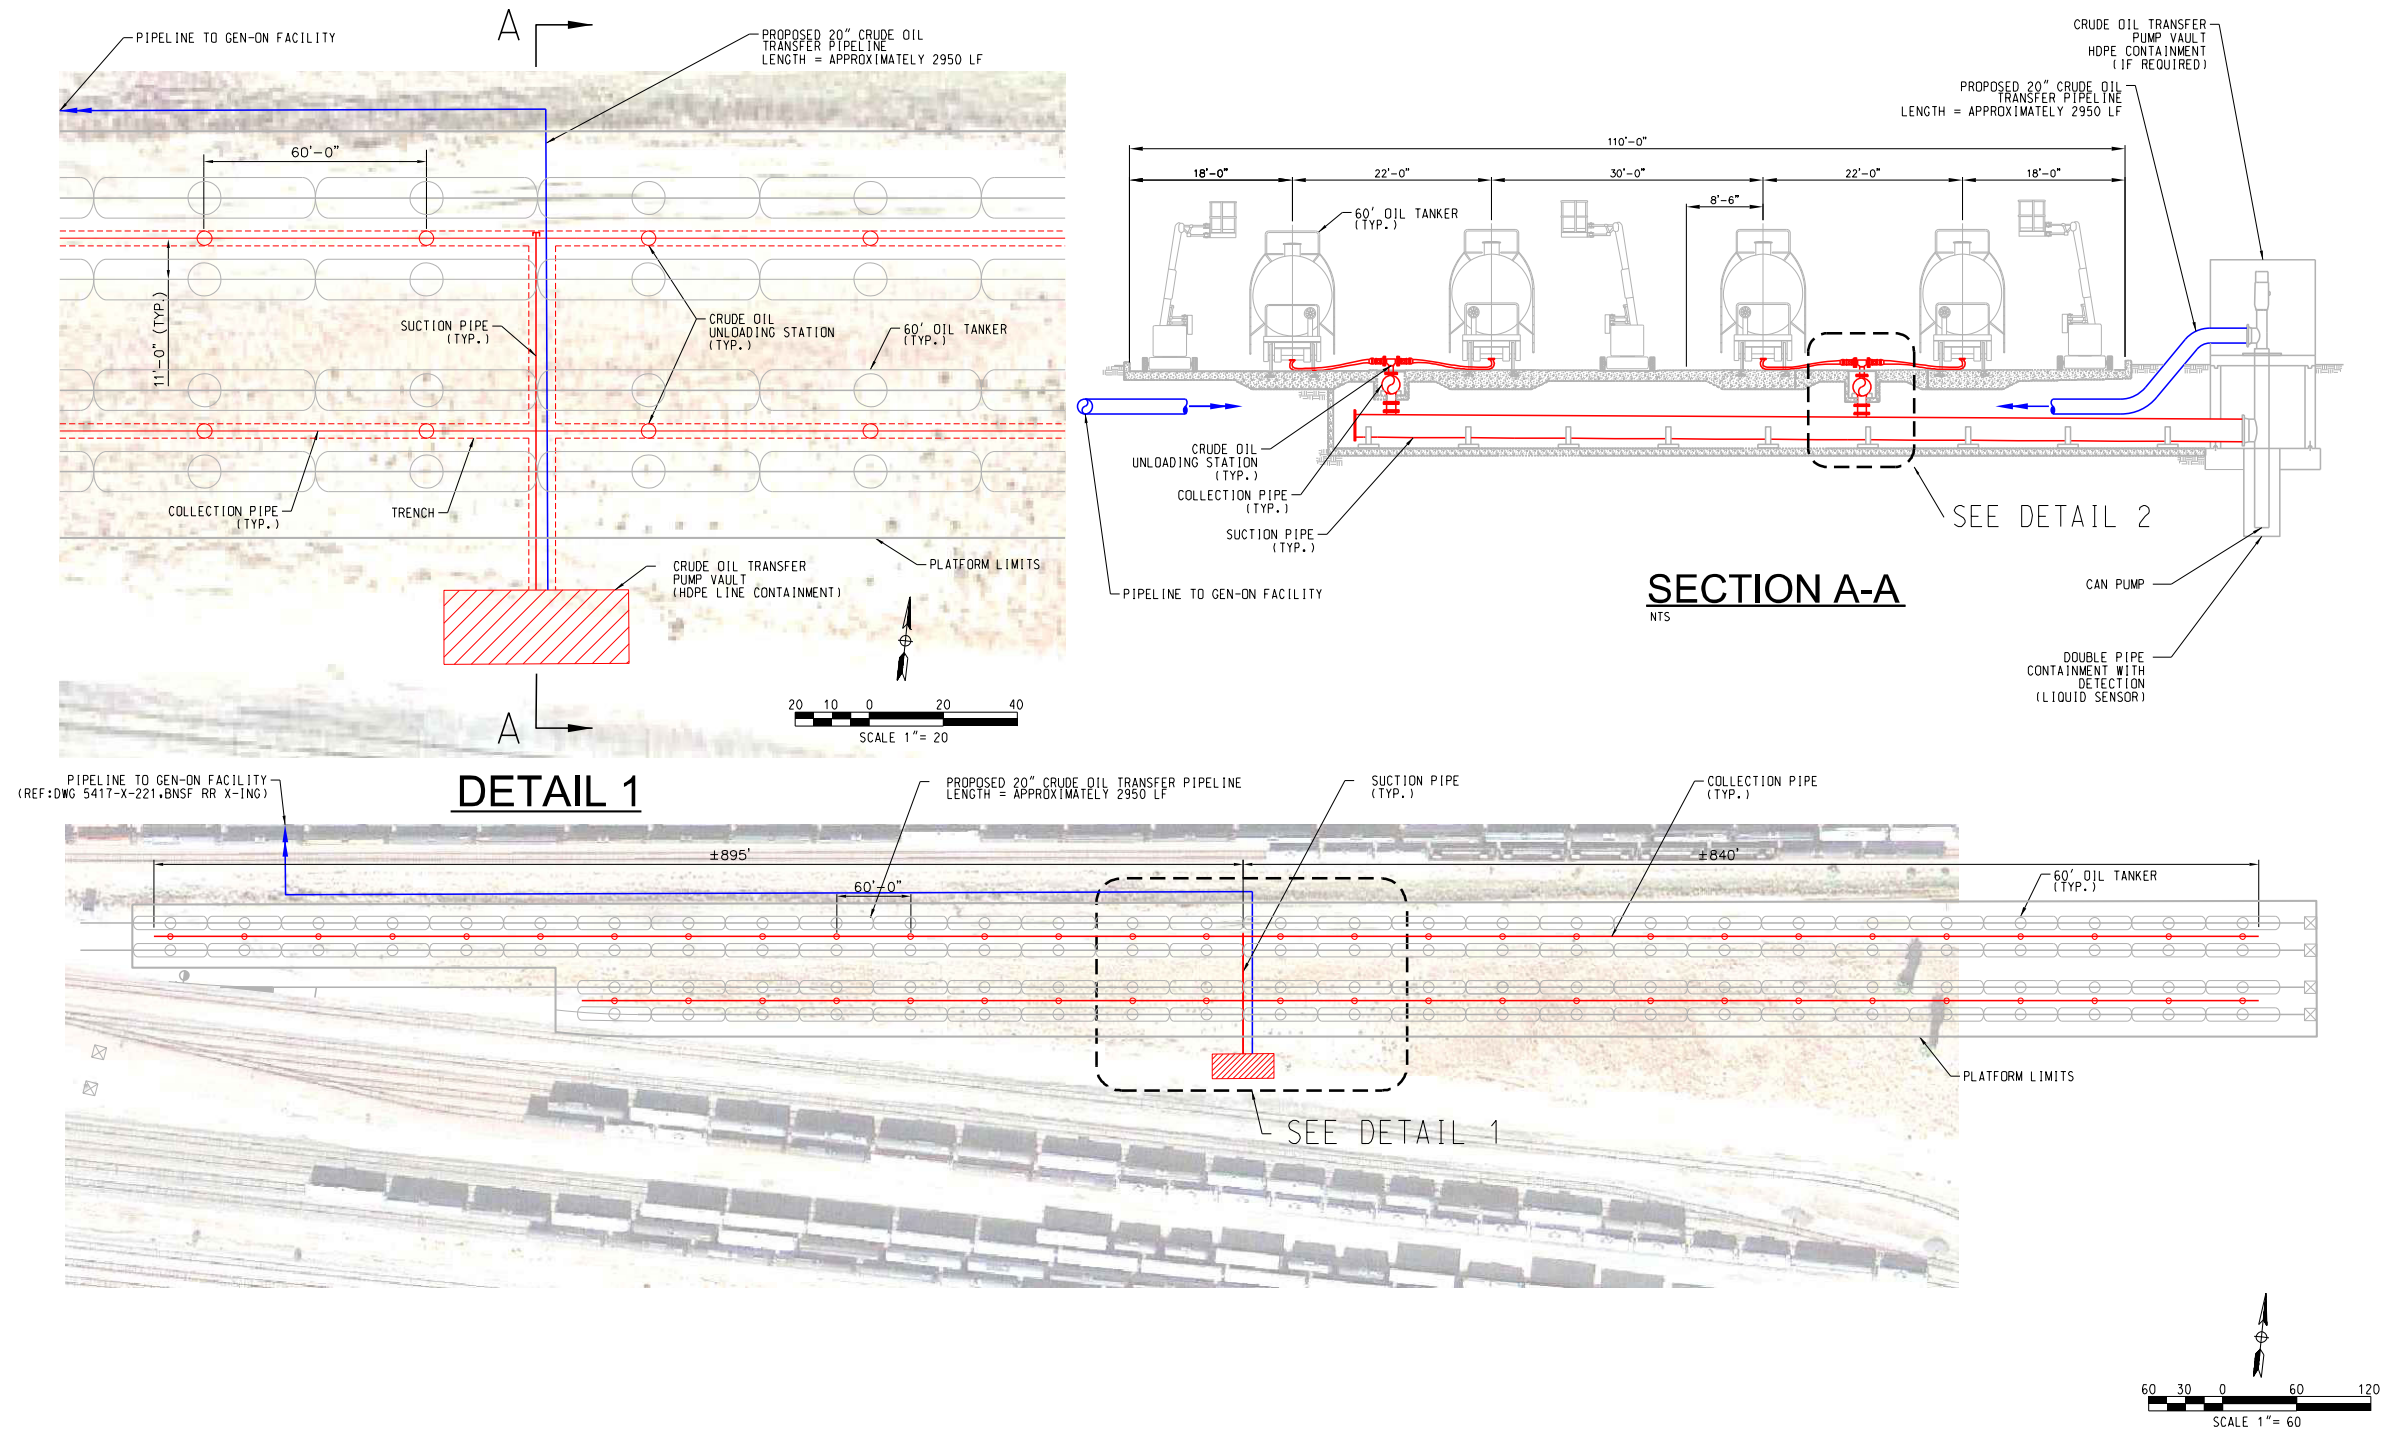 A
PIPELINE TO GEN-ON FACILITY
PROPOSED 20" CRUDE OIL
TRANSFER PIPELINE
LENGTH = APPROXIMATELY 2950 LF
60'-0"
11'-0" (TYP.)
SUCTION PIPE
(TYP.)
CRUDE OIL
UNLOADING STATION
(TYP.)
60' OIL TANKER
(TYP.)
COLLECTION PIPE
(TYP.)
TRENCH
PLATFORM LIMITS
CRUDE OIL TRANSFER
PUMP VAULT
(HDPE LINE CONTAINMENT)
A
20 10 0 20 40
SCALE 1"= 20
DETAIL 1
CRUDE OIL TRANSFER
PUMP VAULT
HDPE CONTAINMENT
(IF REQUIRED)
PROPOSED 20" CRUDE OIL
TRANSFER PIPELINE
LENGTH = APPROXIMATELY 2950 LF
110'-0"
18'-0" 22'-0" 30'-0" 22'-0" 18'-0"
8'-6"
60' OIL TANKER
(TYP.)
CRUDE OIL
UNLOADING STATION
(TYP.)
COLLECTION PIPE
(TYP.)
SUCTION PIPE
(TYP.)
PIPELINE TO GEN-ON FACILITY
SEE DETAIL 2
SECTION A-A
NTS
CAN PUMP
DOUBLE PIPE
CONTAINMENT WITH
DETECTION
(LIQUID SENSOR)
PIPELINE TO GEN-ON FACILITY
(REF:DWG 5417-X-221.BNSF RR X-ING)
PROPOSED 20" CRUDE OIL TRANSFER PIPELINE
LENGTH = APPROXIMATELY 2950 LF
SUCTION PIPE
(TYP.)
COLLECTION PIPE
(TYP.)
±895'
±840'
60'-0"
60' OIL TANKER
(TYP.)
PLATFORM LIMITS
SEE DETAIL 1
60 30 0 60 120
SCALE 1"= 60